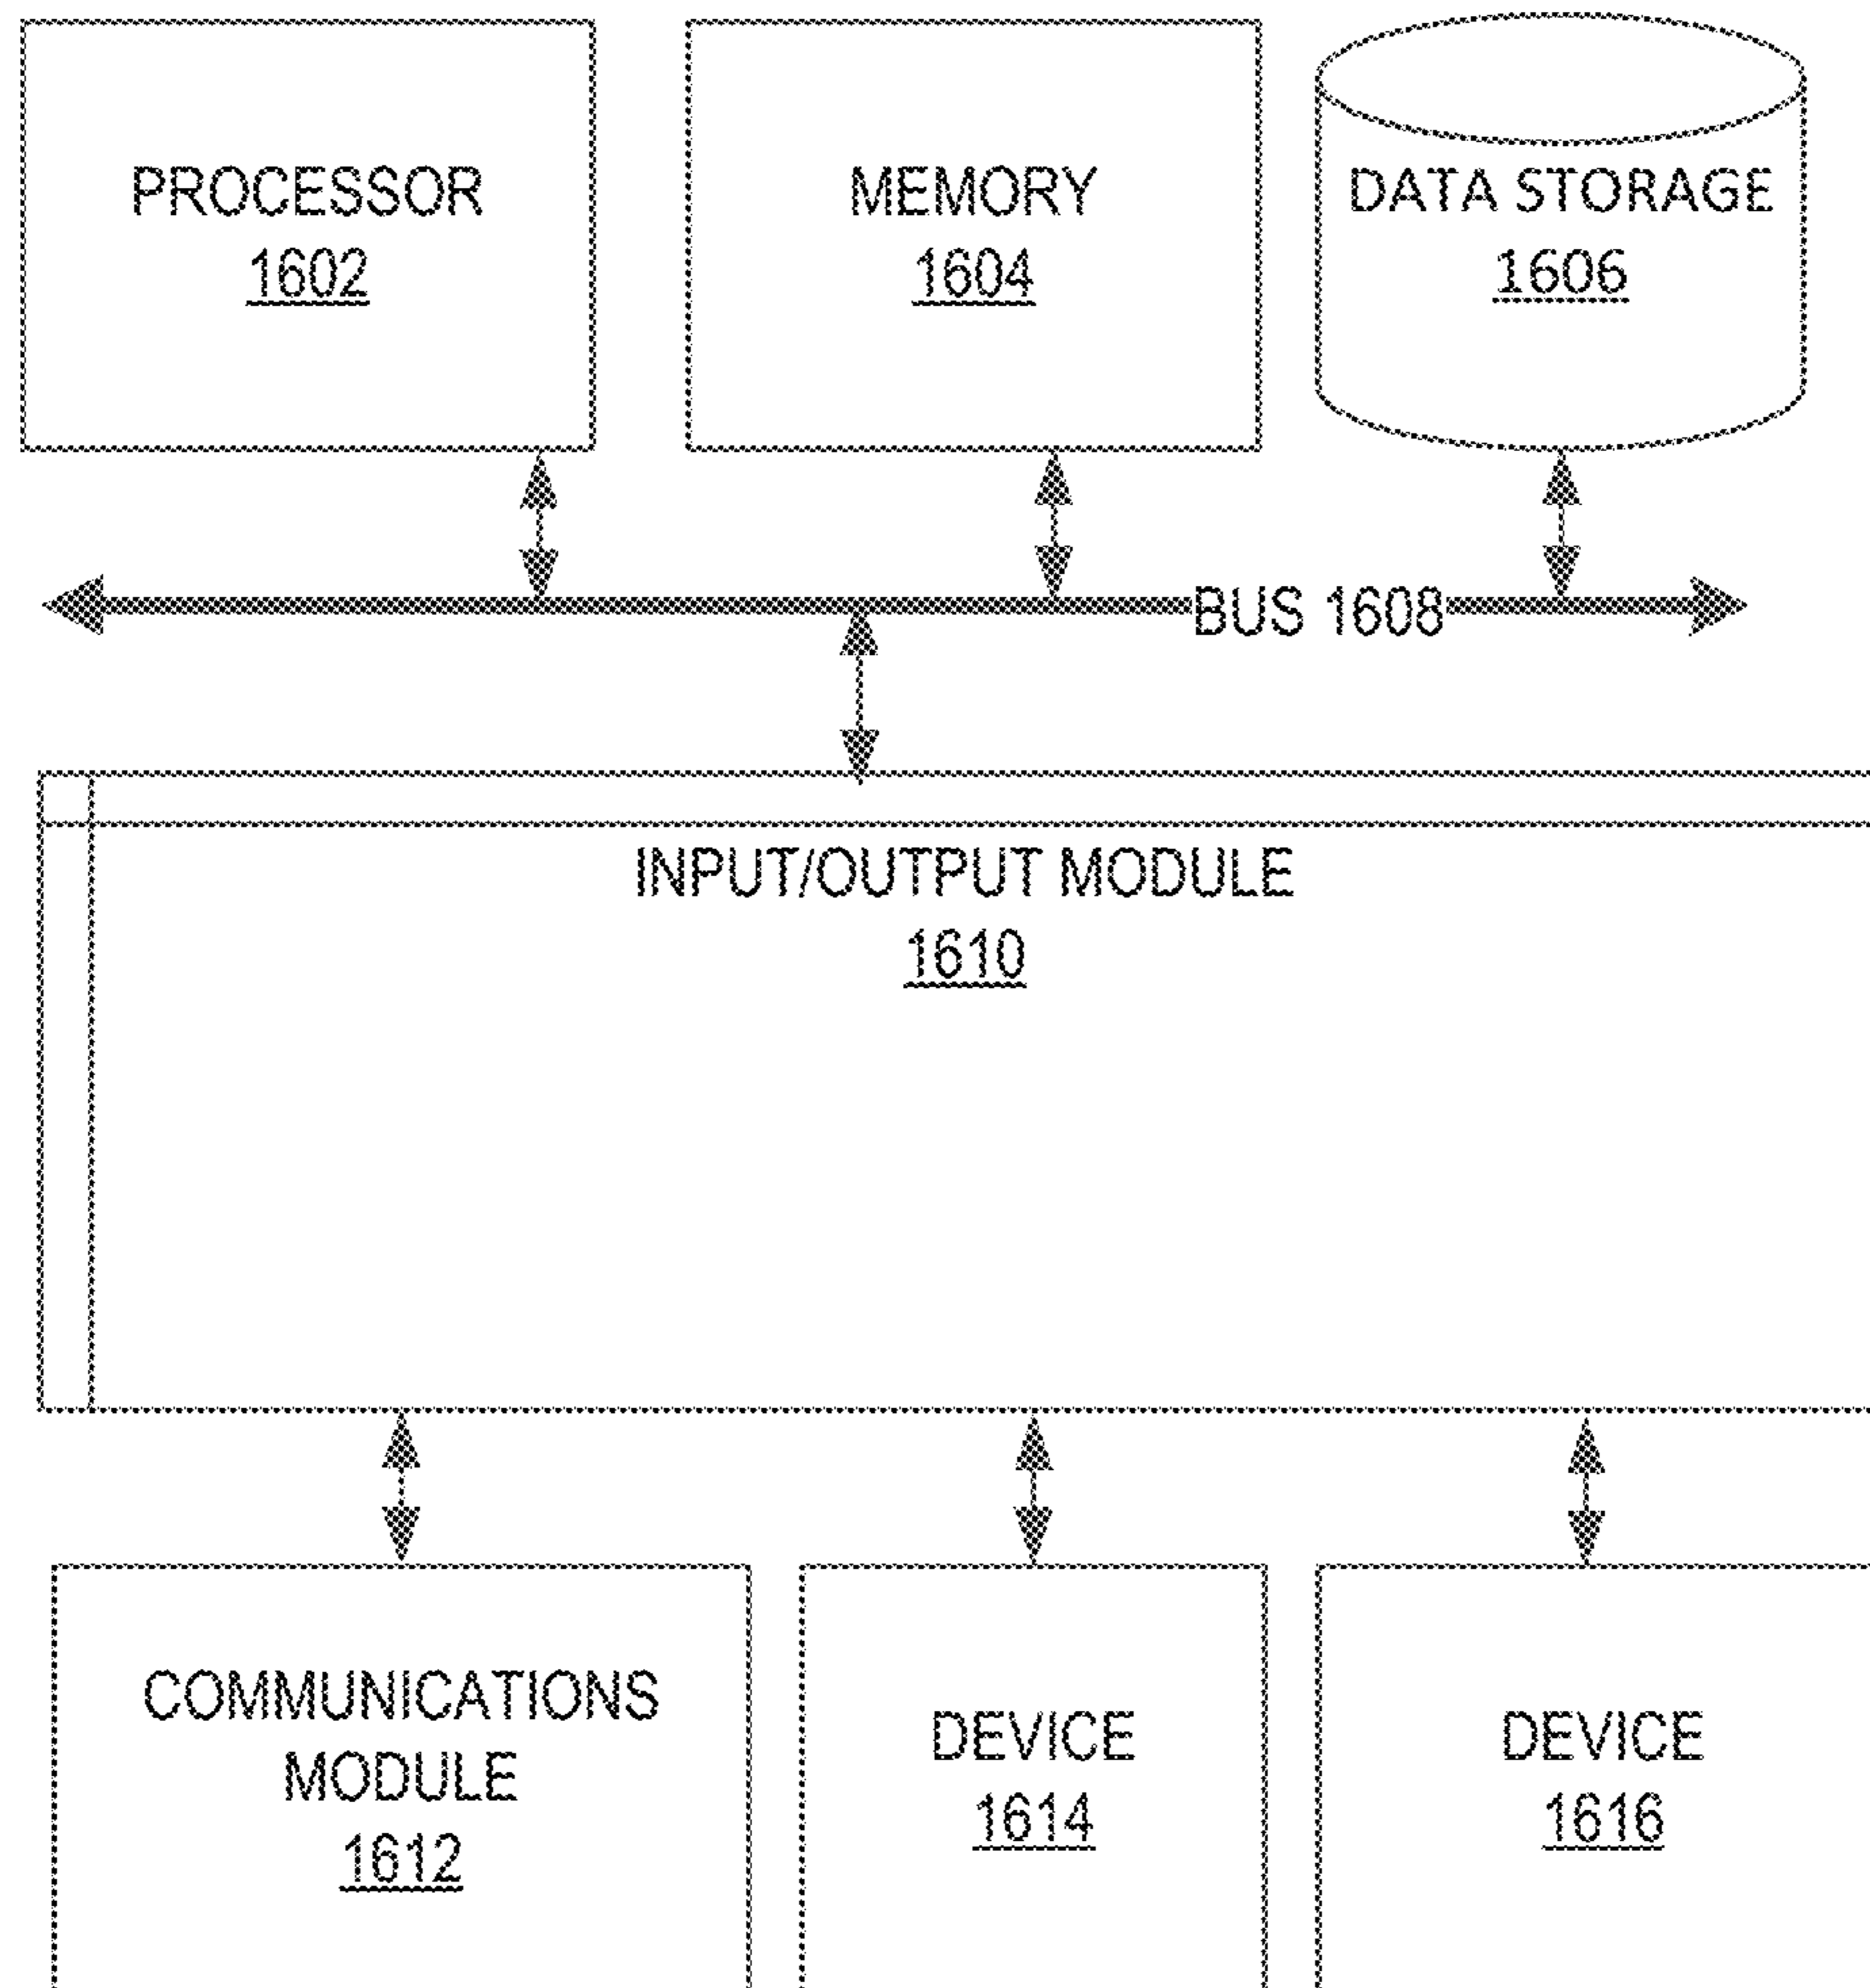 PROCESSOR
1602
MEMORY
1604
DATA STORAGE
1606
BUS 1608
INPUT/OUTPUT MODULE
1610
COMMUNICATIONS
MODULE
1612
DEVICE
1614
DEVICE
1616